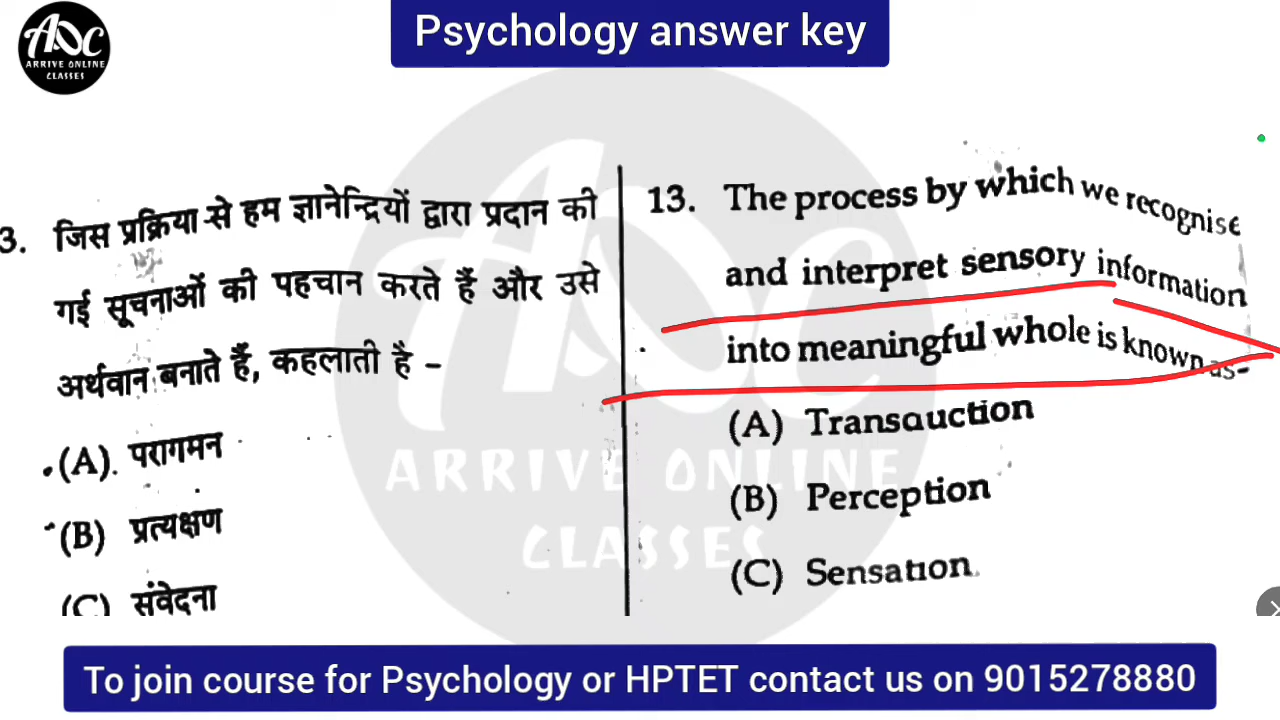 Psychology answer key
ADC
ARRIVE ONLINE
CLASSES
3. जिस प्रक्रिया से हम ज्ञानेन्द्रियों द्वारा प्रदान की
गई सूचनाओं की पहचान करते हैं और उसे
अर्थवान बनाते हैं, कहलाती है –
(A). परागमन
(B) प्रत्यक्षण
(C) संवेदना
13. The process by which we recognise
and interpret sensory information
into meaningful whole is known as-
(A) Transduction
(B) Perception
(C) Sensation
ARRIVE ONLINE
CLASSES
To join course for Psychology or HPTET contact us on 9015278880